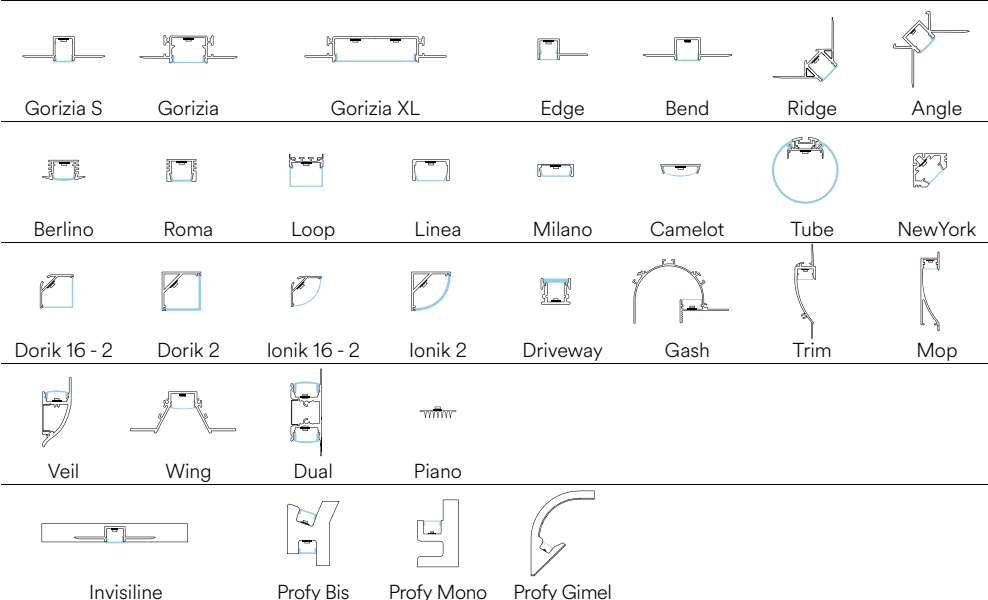 Gorizia S Gorizia Gorizia XL Edge Bend Ridge Angle
Berlino Roma Loop Linea Milano Camelot Tube NewYork
Dorik 16 - 2 Dorik 2 Ionik 16 - 2 Ionik 2 Driveway Gash Trim Mop
Veil Wing Dual Piano
Invisiline Profy Bis Profy Mono Profy Gimel